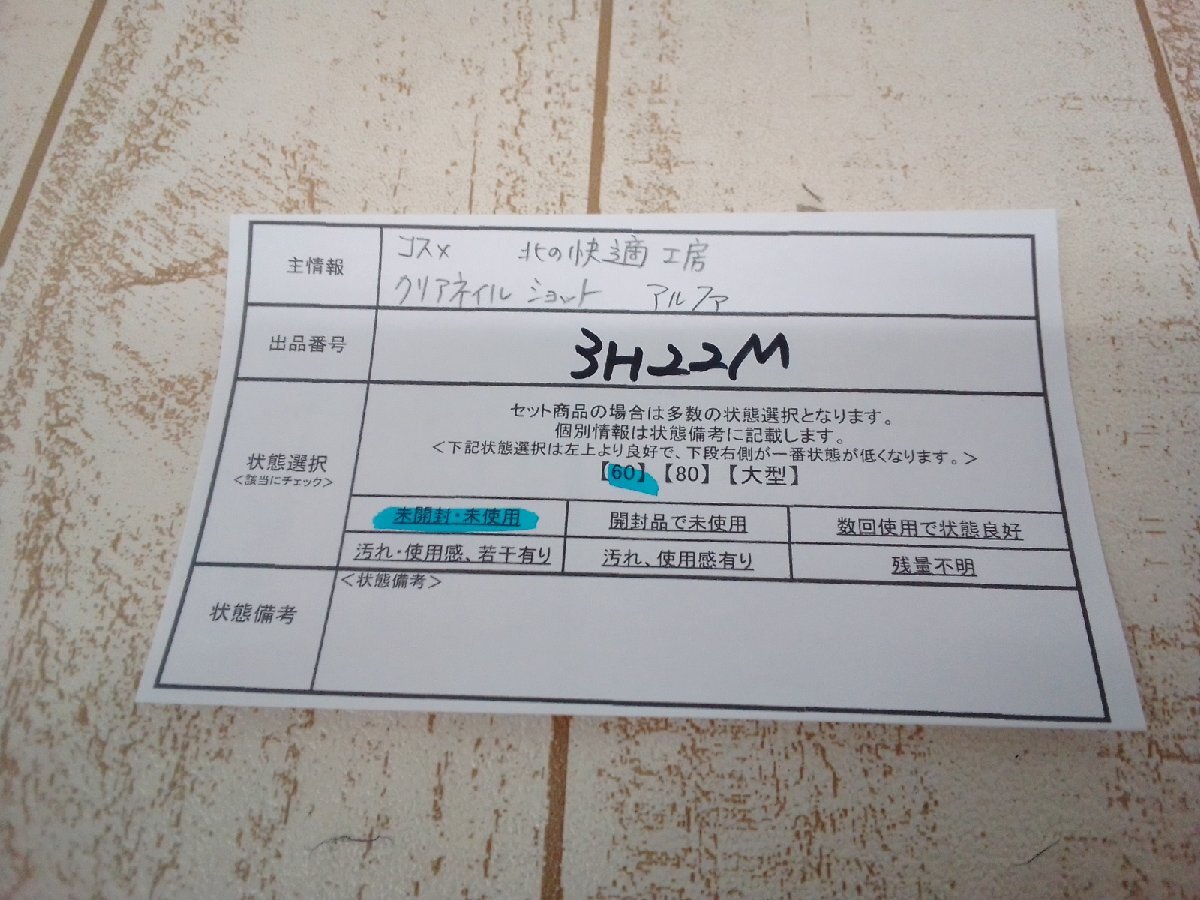 主情報
コスメ 北の快適工房
クリアネイル ショット アルファ
出品番号
3H22M
状態選択
<該当にチェック>
セット商品の場合は多数の状態選択となります。
個別情報は状態備考に記載します。
<下記状態選択は左上より良好で、下段右側が一番状態が低くなります。>
【60】【80】【大型】
未開封・未使用 開封品で未使用 数回使用で状態良好
汚れ・使用感、若干有り 汚れ、使用感有り 残量不明
状態備考
<状態備考>